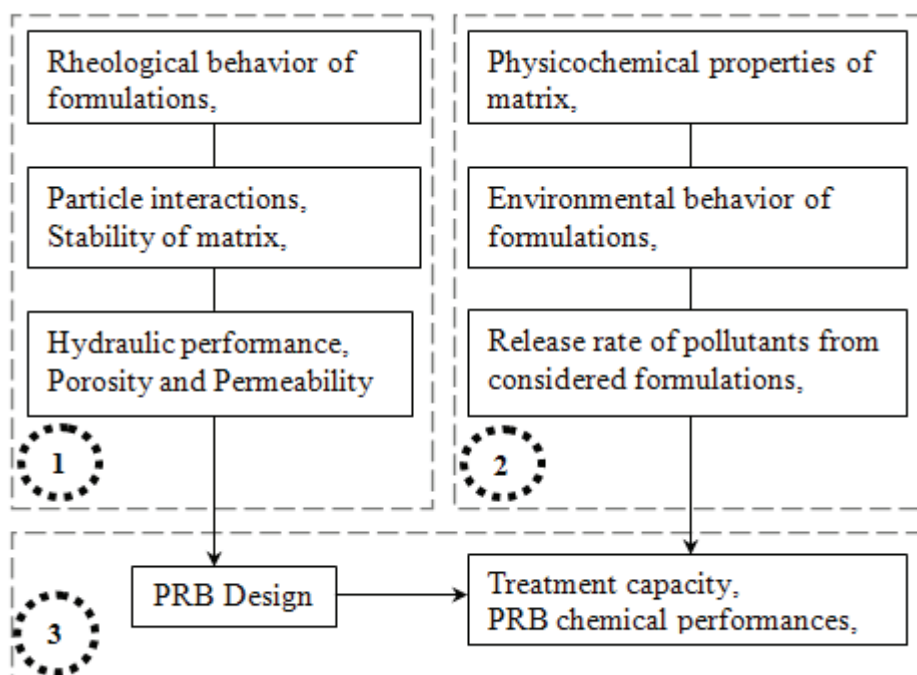 Rheological behavior of
formulations,
Particle interactions,
Stability of matrix,
Hydraulic performance,
Porosity and Permeability
1
Physicochemical properties of
matrix,
Environmental behavior of
formulations,
Release rate of pollutants from
considered formulations,
2
PRB Design
Treatment capacity,
PRB chemical performances,
3